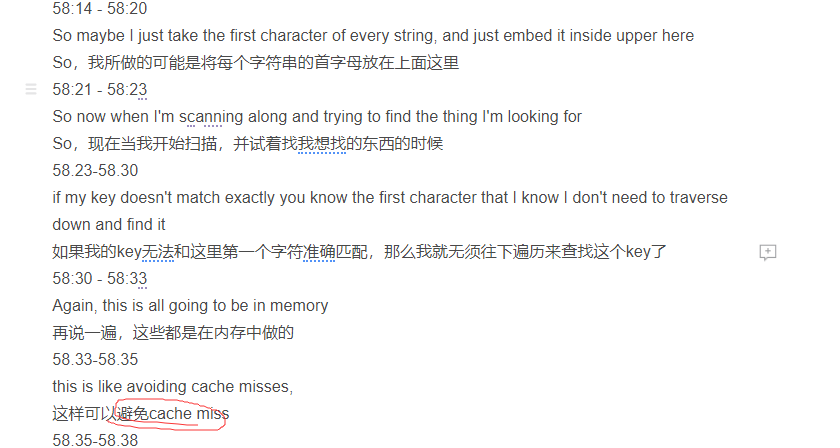 58:14 - 58:20
So maybe I just take the first character of every string, and just embed it inside upper here
So，我所做的可能是将每个字符串的首字母放在上面这里
58:21 - 58:23
So now when I'm scanning along and trying to find the thing I'm looking for
So，现在当我开始扫描，并试着找我想找的东西的时候
58.23-58.30
if my key doesn't match exactly you know the first character that I know I don't need to traverse
down and find it
如果我的key无法和这里第一个字符准确匹配，那么我就无须往下遍历来查找这个key了
58:30 - 58:33
Again, this is all going to be in memory
再说一遍，这些都是在内存中做的
58.33-58.35
this is like avoiding cache misses,
这样可以避免cache miss
58.35-58.38